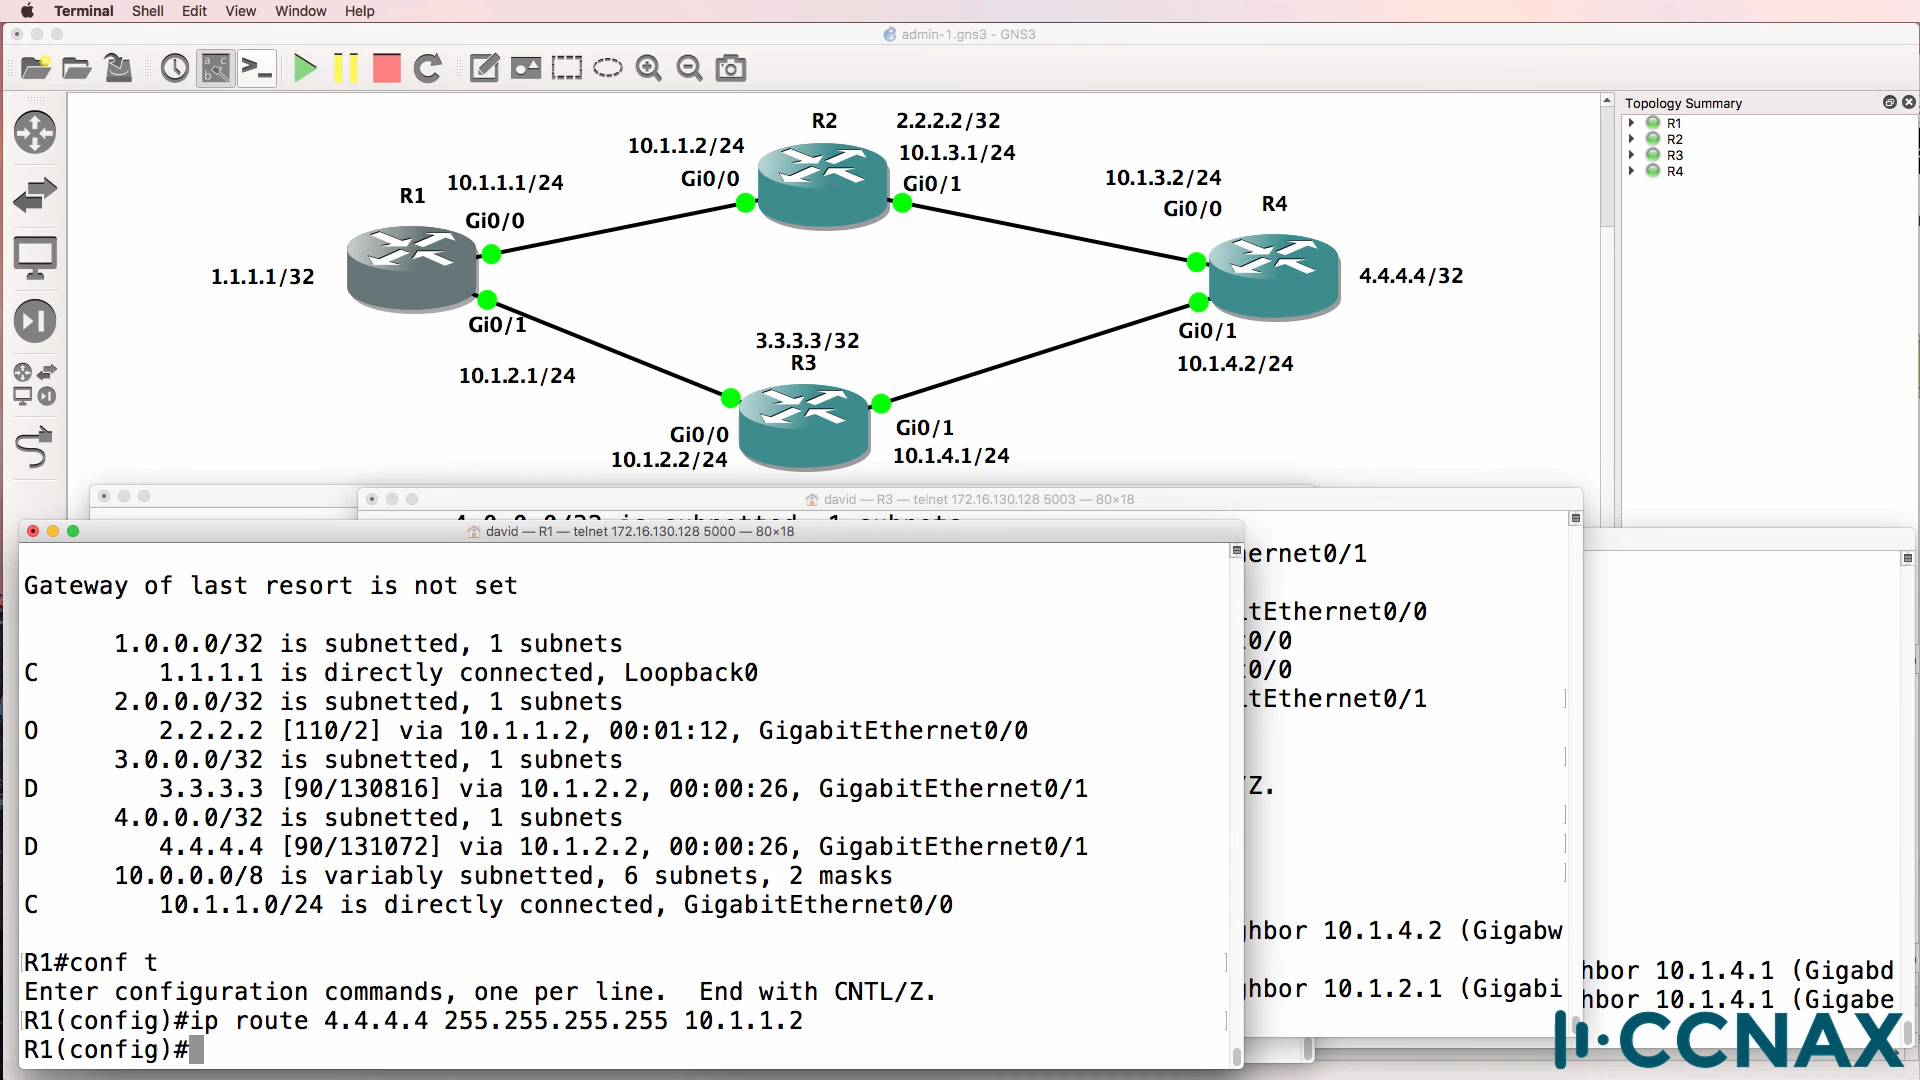 Terminal Shell Edit View Window Help
admin-1.gns3 - GNS3
Topology Summary
R1
R2
R3
R4
R2
2.2.2.2/32
10.1.1.2/24
10.1.3.1/24
Gi0/0
Gi0/1
R1
10.1.1.1/24
Gi0/0
10.1.3.2/24
Gi0/0
R4
1.1.1.1/32
4.4.4.4/32
Gi0/1
10.1.2.1/24
3.3.3.3/32
R3
Gi0/1
10.1.4.2/24
Gi0/0
10.1.2.2/24
Gi0/1
10.1.4.1/24
david — R3 — telnet 172.16.130.128 5003 — 80×18
david — R1 — telnet 172.16.130.128 5000 — 80×18
Gateway of last resort is not set
1.0.0.0/32 is subnetted, 1 subnets
C 1.1.1.1 is directly connected, Loopback0
2.0.0.0/32 is subnetted, 1 subnets
O 2.2.2.2 [110/2] via 10.1.1.2, 00:01:12, GigabitEthernet0/0
3.0.0.0/32 is subnetted, 1 subnets
D 3.3.3.3 [90/130816] via 10.1.2.2, 00:00:26, GigabitEthernet0/1
4.0.0.0/32 is subnetted, 1 subnets
D 4.4.4.4 [90/131072] via 10.1.2.2, 00:00:26, GigabitEthernet0/1
10.0.0.0/8 is variably subnetted, 6 subnets, 2 masks
C 10.1.1.0/24 is directly connected, GigabitEthernet0/0
R1#conf t
Enter configuration commands, one per line. End with CNTL/Z.
R1(config)#ip route 4.4.4.4 255.255.255.255 10.1.1.2
R1(config)#
ernet0/1
tEthernet0/0
t0/0
t0/0
tEthernet0/1
/Z.
ghbor 10.1.4.2 (Gigabw
ghbor 10.1.2.1 (Gigabi
hbor 10.1.4.1 (Gigabd
hbor 10.1.4.1 (Gigabe
CCNAX